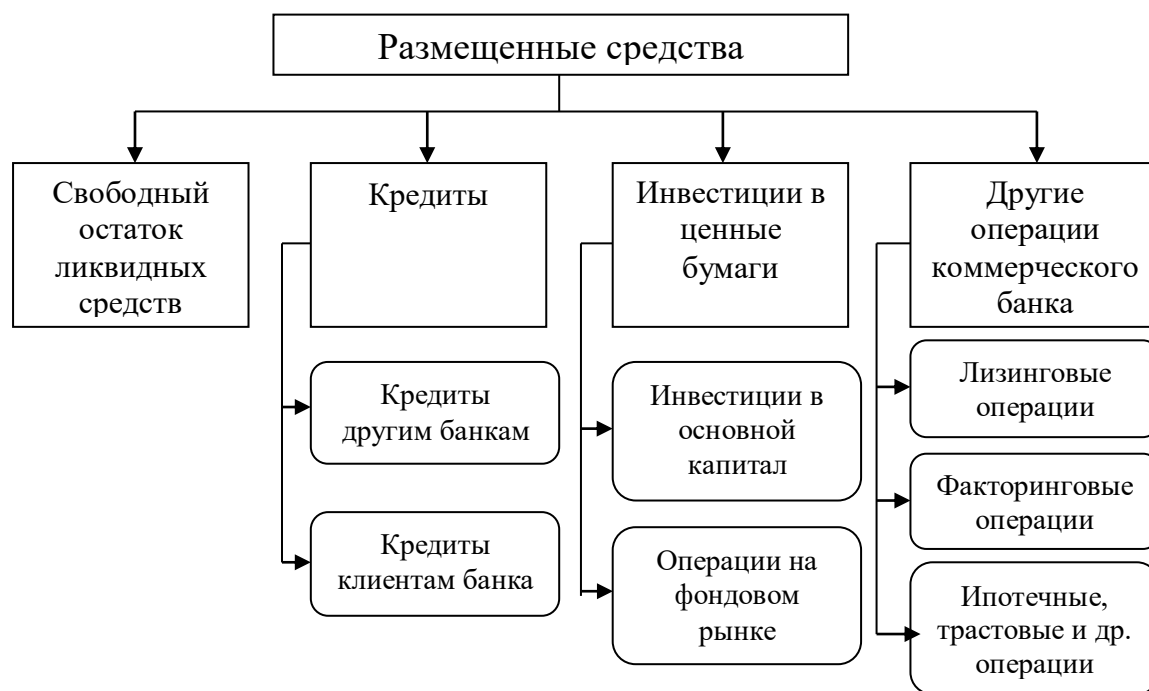 Размещенные средства
Свободный
остаток
ликвидных
средств
Кредиты
Кредиты
другим банкам
Кредиты
клиентам банка
Инвестиции в
ценные
бумаги
Инвестиции в
основной
капитал
Операции на
фондовом
рынке
Другие
операции
коммерческого
банка
Лизинговые
операции
Факторинговые
операции
Ипотечные,
трастовые и др.
операции